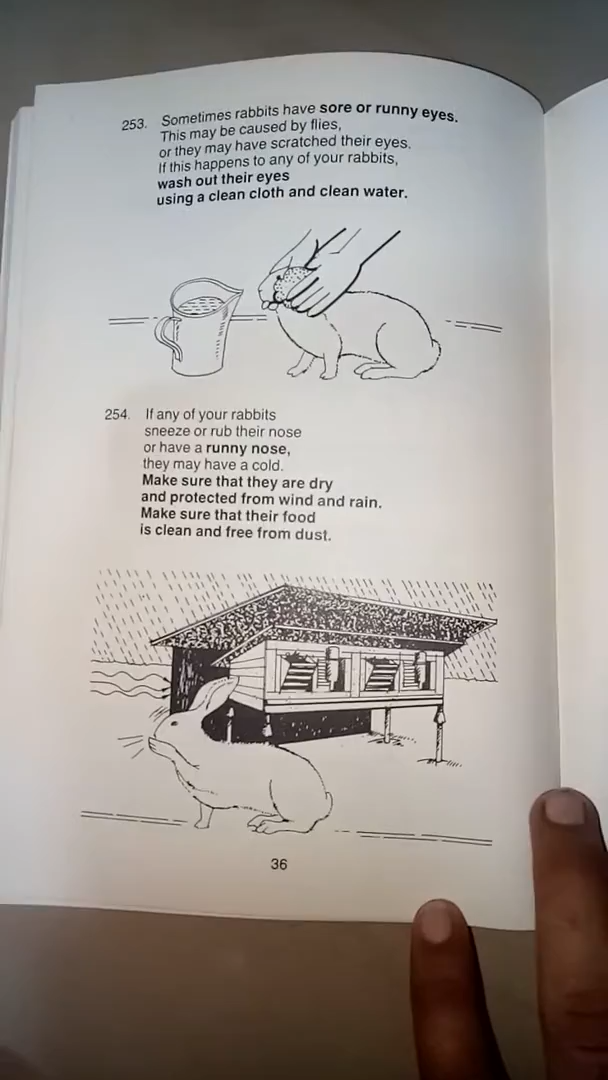 253. Sometimes rabbits have sore or runny eyes.
This may be caused by flies,
or they may have scratched their eyes.
If this happens to any of your rabbits,
wash out their eyes
using a clean cloth and clean water.
254. If any of your rabbits
sneeze or rub their nose
or have a runny nose,
they may have a cold.
Make sure that they are dry
and protected from wind and rain.
Make sure that their food
is clean and free from dust.
36